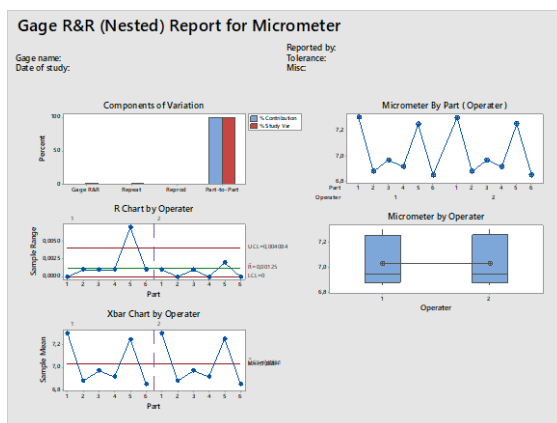 Gage R&R (Nested) Report for Micrometer
Gage name:
Date of study:
Reported by:
Tolerance:
Misc:
Components of Variation
% Contribution
% Study Var
Percent
100
50
0
Gage R&R Repeat Reprod Part-to-Part
R Chart by Operater
1 2
Sample Range
0,0050
0,0025
0,000
UCL=0,004084
R=0,00125
LCL=0
1 2 3 4 5 6 1 2 3 4 5 6
Part
Xbar Chart by Operater
1 2
Sample Mean
7,2
7,0
6,8
1 2 3 4 5 6 1 2 3 4 5 6
Part
Micrometer By Part ( Operater )
7,2
7,0
6,8
Part 1 2 3 4 5 6 1 2 3 4 5 6
Operater 1 2
Micrometer by Operater
7,2
7,0
6,8
1 2
Operater